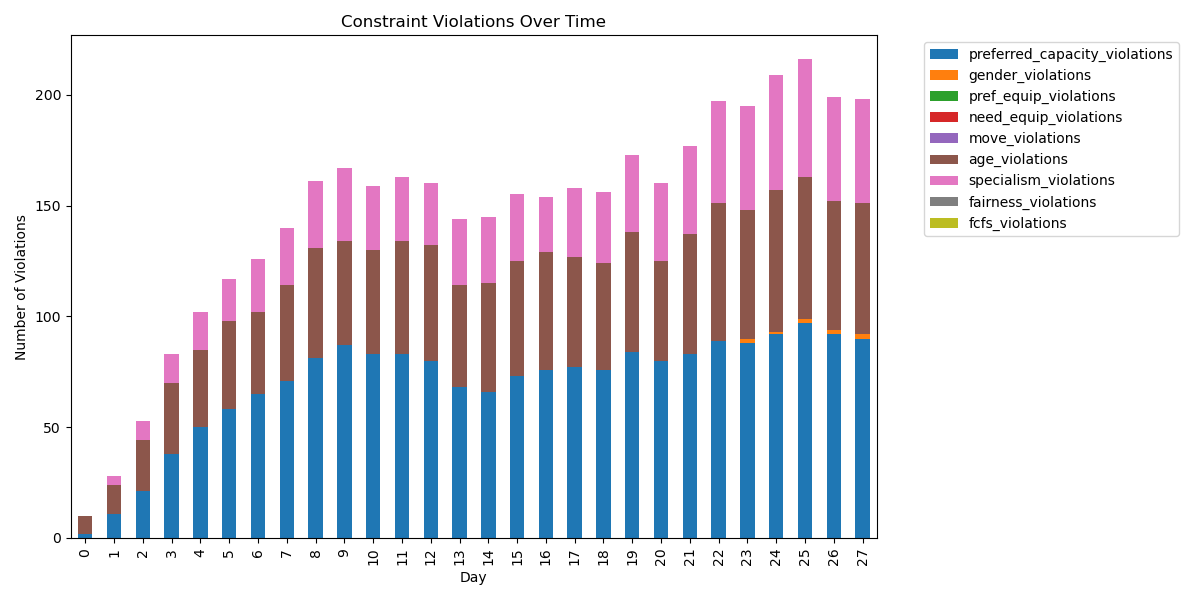 Constraint Violations Over Time
Number of Violations
200
150
100
50
0
0 1 2 3 4 5 6 7 8 9 10 11 12 13 14 15 16 17 18 19 20 21 22 23 24 25 26 27
Day
preferred_capacity_violations
gender_violations
pref_equip_violations
need_equip_violations
move_violations
age_violations
specialism_violations
fairness_violations
fcfs_violations